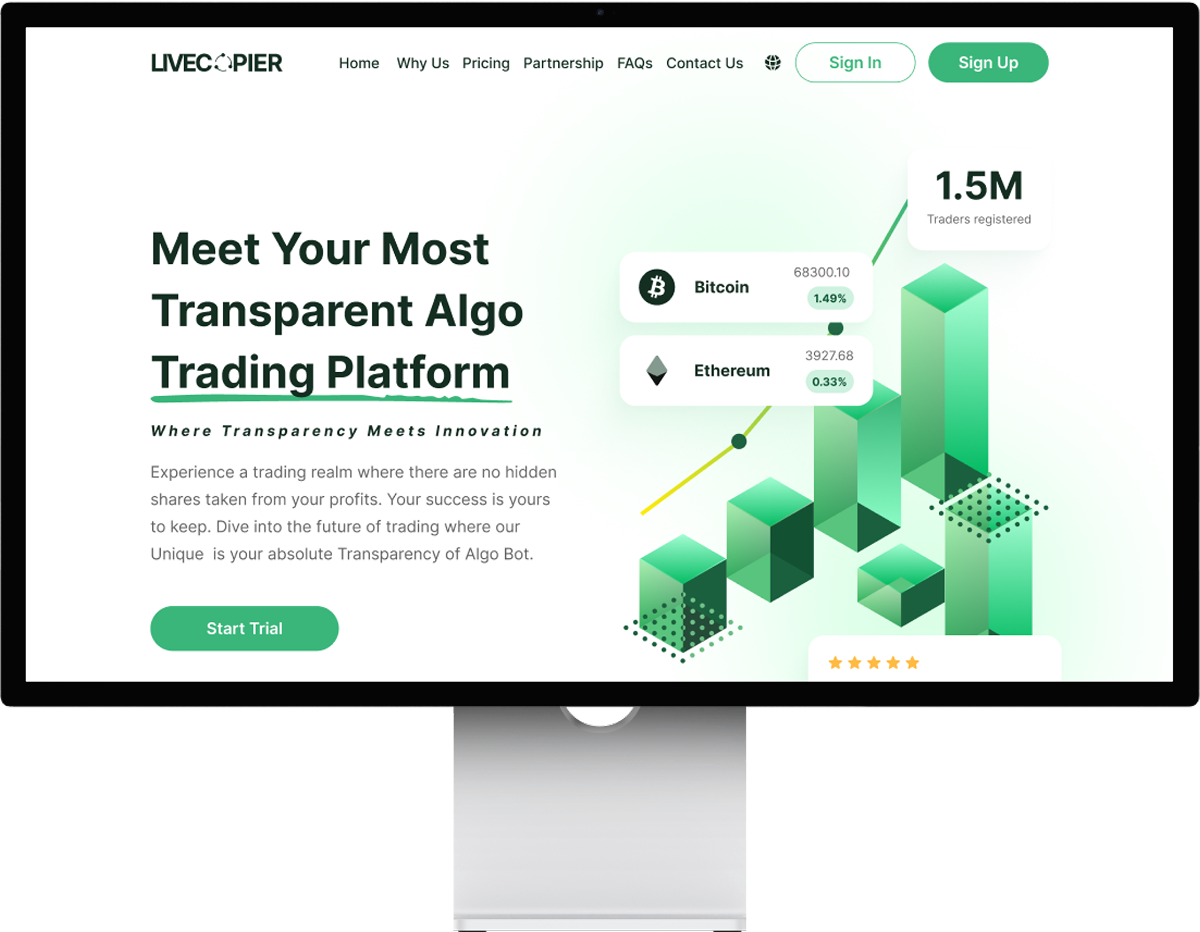 LIVECOPIER
Home Why Us Pricing Partnership FAQs Contact Us Sign In Sign Up
1.5M
Traders registered
Meet Your Most
Transparent Algo
Trading Platform
Where Transparency Meets Innovation
Experience a trading realm where there are no hidden
shares taken from your profits. Your success is yours
to keep. Dive into the future of trading where our
Unique is your absolute Transparency of Algo Bot.
Start Trial
Bitcoin
68300.10
1.49%
Ethereum
3927.68
0.33%